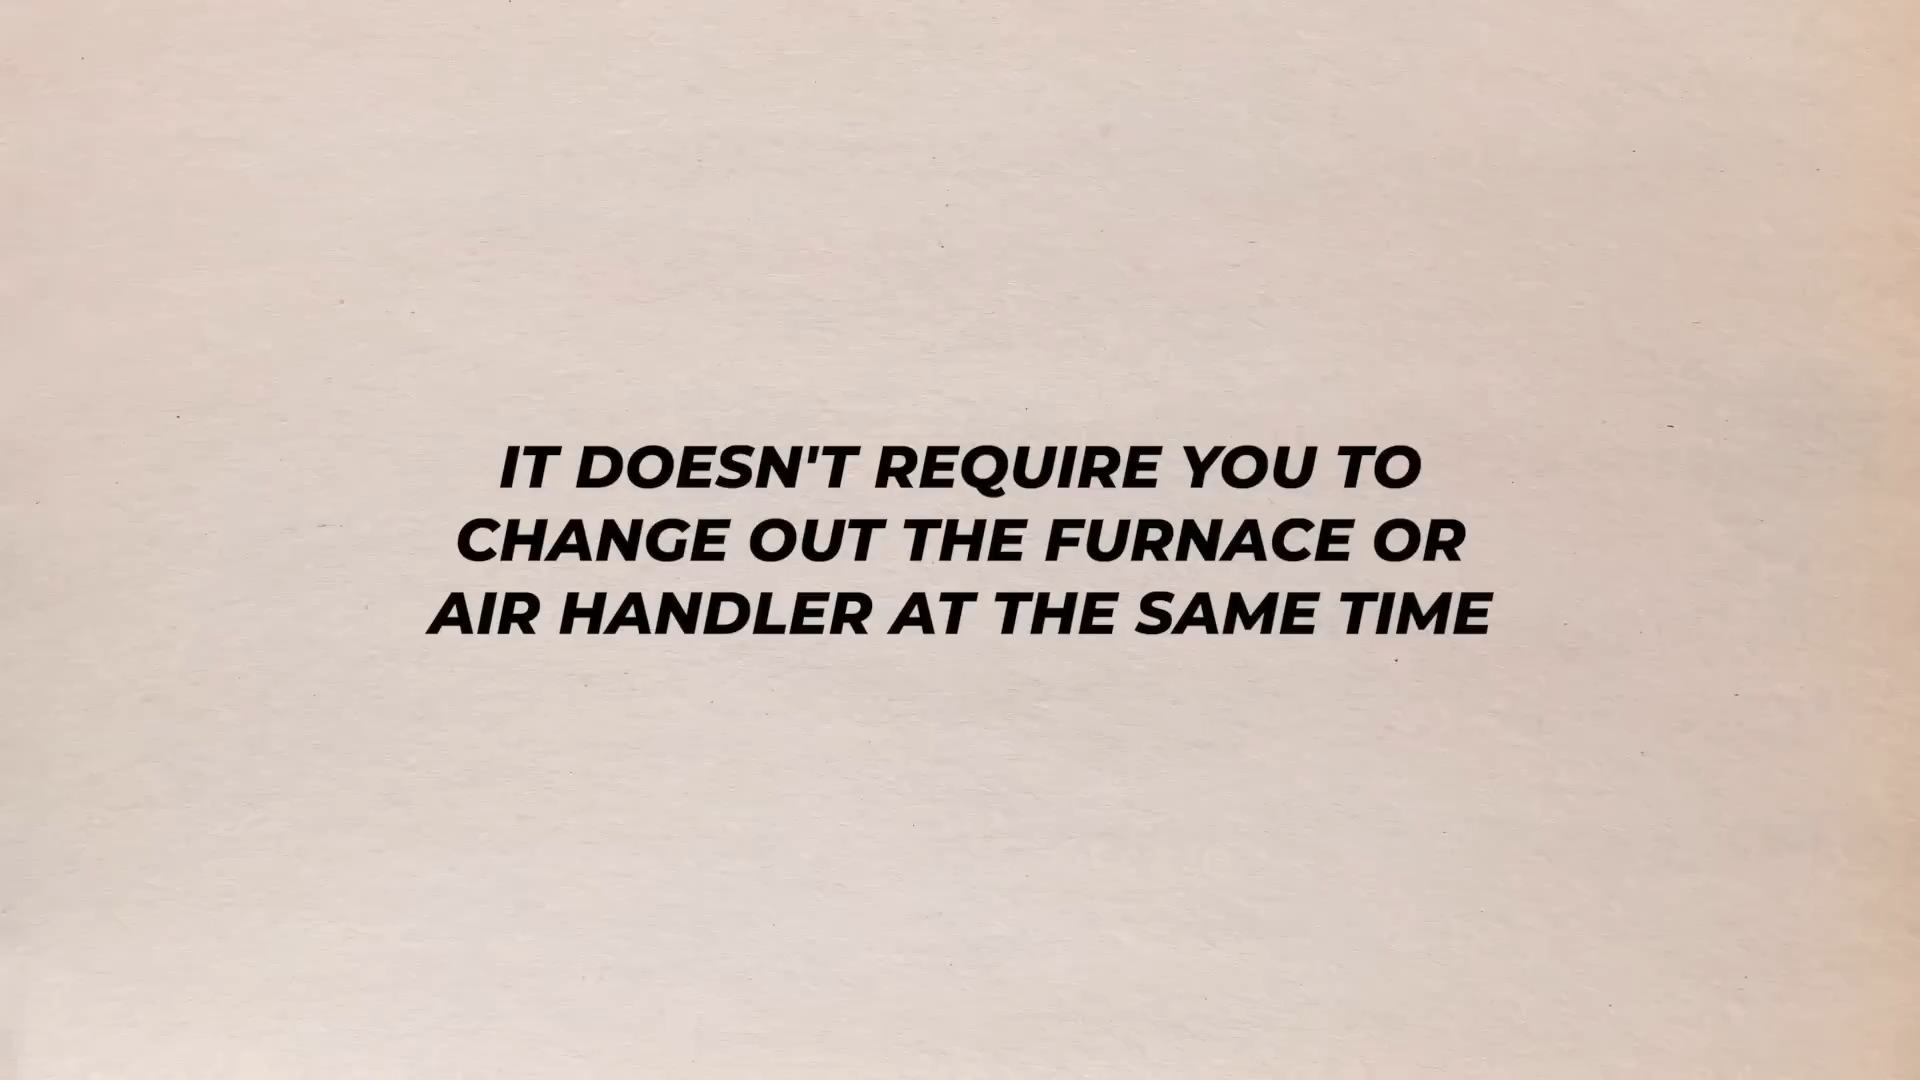 IT DOESN'T REQUIRE YOU TO
CHANGE OUT THE FURNACE OR
AIR HANDLER AT THE SAME TIME